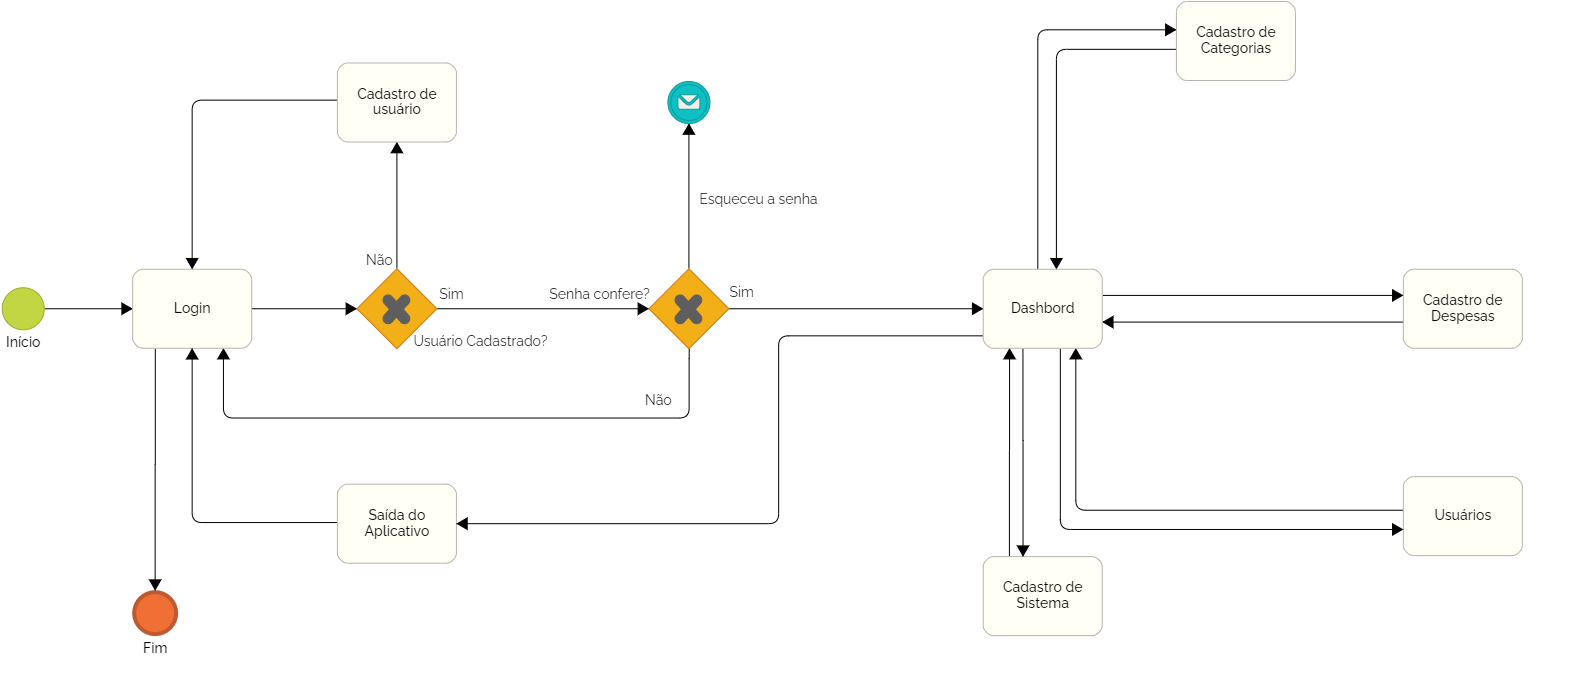 Cadastro de
Categorias
Cadastro de
usuário
Esqueceu a senha
Não
Sim
Senha confere?
Sim
Início
Login
Usuário Cadastrado?
Dashbord
Cadastro de
Despesas
Não
Saída do
Aplicativo
Usuários
Cadastro de
Sistema
Fim